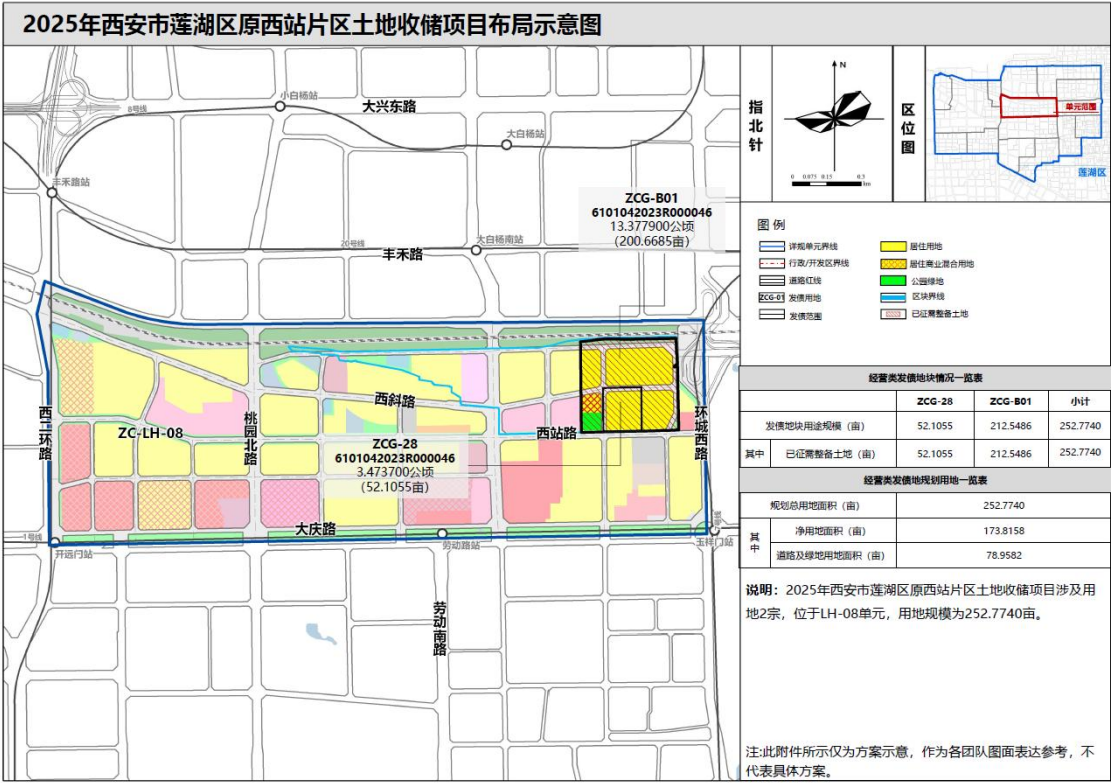 2025年西安市莲湖区原西站片区土地收储项目布局示意图
小白杨站
8号线
大兴东路
大白杨站
丰禾路站
ZCG-B01
6101042023R000046
13.377900公顷
（200.6685亩）
20号线
大白杨南站
丰禾路
西二环路
ZC-LH-08
桃园北路
西斜路
西站路
环城西路
ZCG-28
6101042023R000046
3.473700公顷
（52.1055亩）
大庆路
1号线
开远门站
劳动路站
玉祥门站
劳动南路
指北针
N
0 0.075 0.15 0.3
km
区位图
单元范围
莲湖区
图例
详规单元界线
居住用地
行政/开发区界线
居住商业混合用地
道路红线
公园绿地
ZCG-01 发债用地
区块界线
发债范围
已征需整备土地
经营类发债地块情况一览表
ZCG-28 ZCG-B01 小计
发债地块用途规模（亩） 52.1055 212.5486 252.7740
其中 已征需整备土地（亩） 52.1055 212.5486 252.7740
经营类发债地规划用地一览表
规划总用地面积（亩） 252.7740
其中 净用地面积（亩） 173.8158
道路及绿地用地面积（亩） 78.9582
说明：2025年西安市莲湖区原西站片区土地收储项目涉及用
地2宗，位于LH-08单元，用地规模为252.7740亩。
注:此附件所示仅为方案示意，作为各团队图面表达参考，不
代表具体方案。